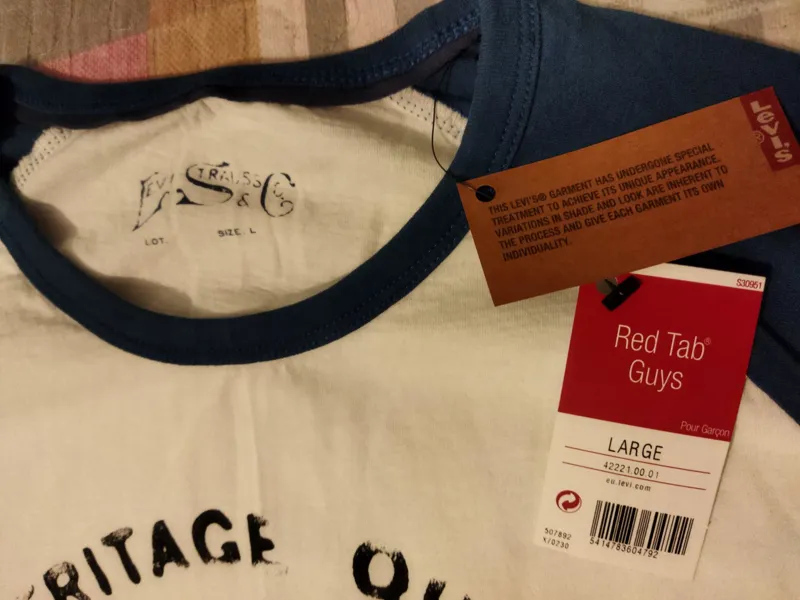 LEVI STRAUSS
& Co
LOT.
SIZE. L
Levi's
®
THIS LEVI'S® GARMENT HAS UNDERGONE SPECIAL
TREATMENT TO ACHIEVE ITS UNIQUE APPEARANCE.
VARIATIONS IN SHADE AND LOOK ARE INHERENT TO
THE PROCESS AND GIVE EACH GARMENT ITS OWN
INDIVIDUALITY.
S30951
Red Tab®
Guys
Pour Garçon
LARGE
42221.00.01
eu.levi.com
507892
K/0730
5414783604792
RITAGE